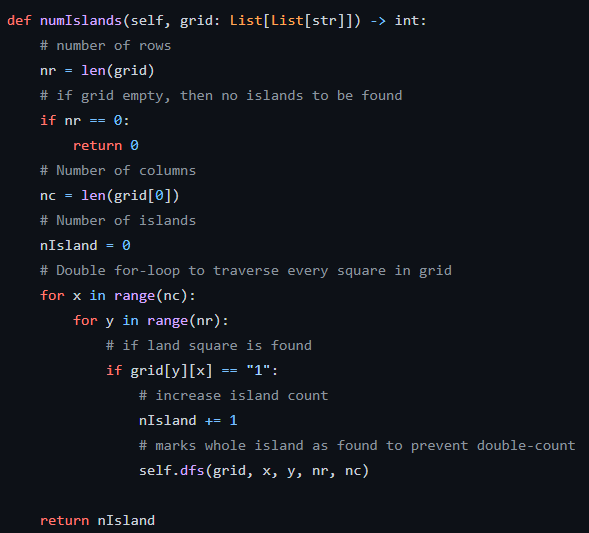 def numIslands(self, grid: List[List[str]]) -> int:
    # number of rows
    nr = len(grid)
    # if grid empty, then no islands to be found
    if nr == 0:
        return 0
    # Number of columns
    nc = len(grid[0])
    # Number of islands
    nIsland = 0
    # Double for-loop to traverse every square in grid
    for x in range(nc):
        for y in range(nr):
            # if land square is found
            if grid[y][x] == "1":
                # increase island count
                nIsland += 1
                # marks whole island as found to prevent double-count
                self.dfs(grid, x, y, nr, nc)

    return nIsland